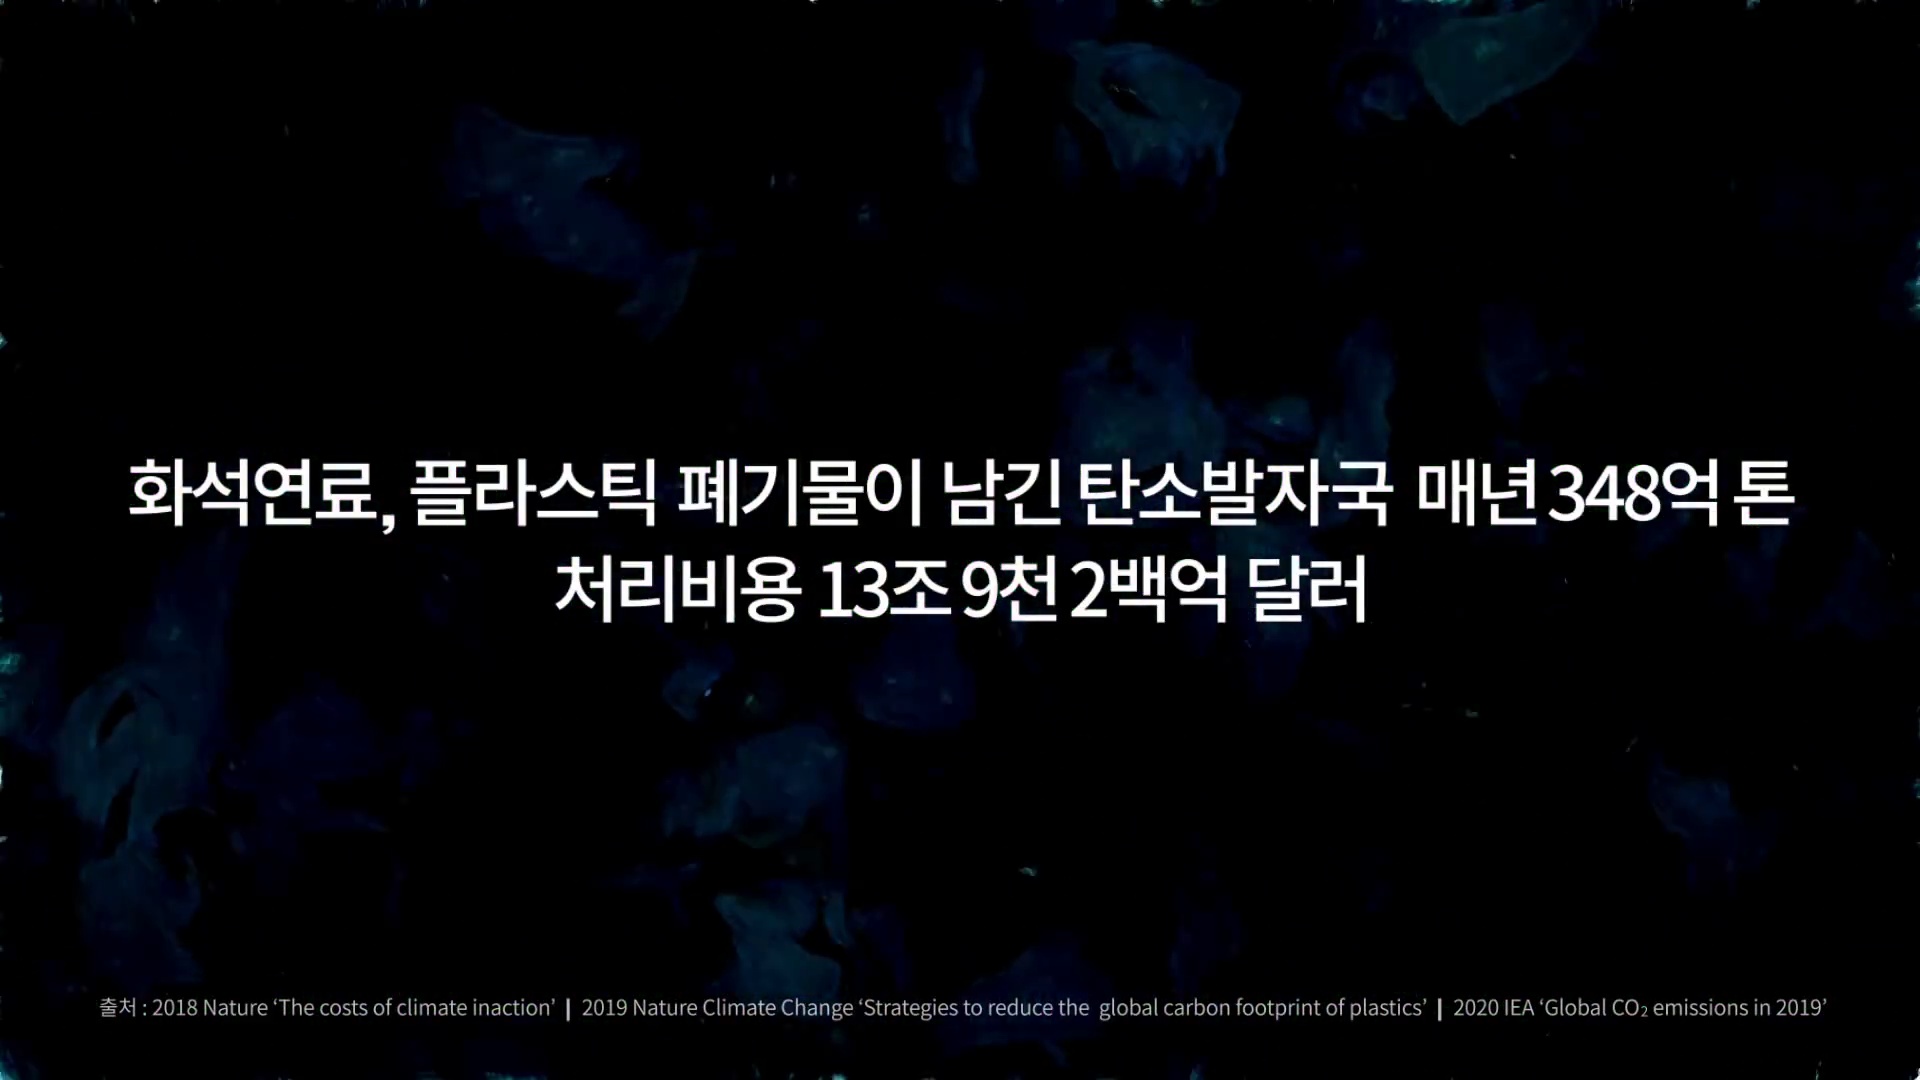 화석연료, 플라스틱 폐기물이 남긴 탄소발자국 매년 348억 톤
처리비용 13조 9천 2백억 달러
출처 : 2018 Nature ‘The costs of climate inaction’ | 2019 Nature Climate Change ‘Strategies to reduce the global carbon footprint of plastics’ | 2020 IEA ‘Global CO₂ emissions in 2019’